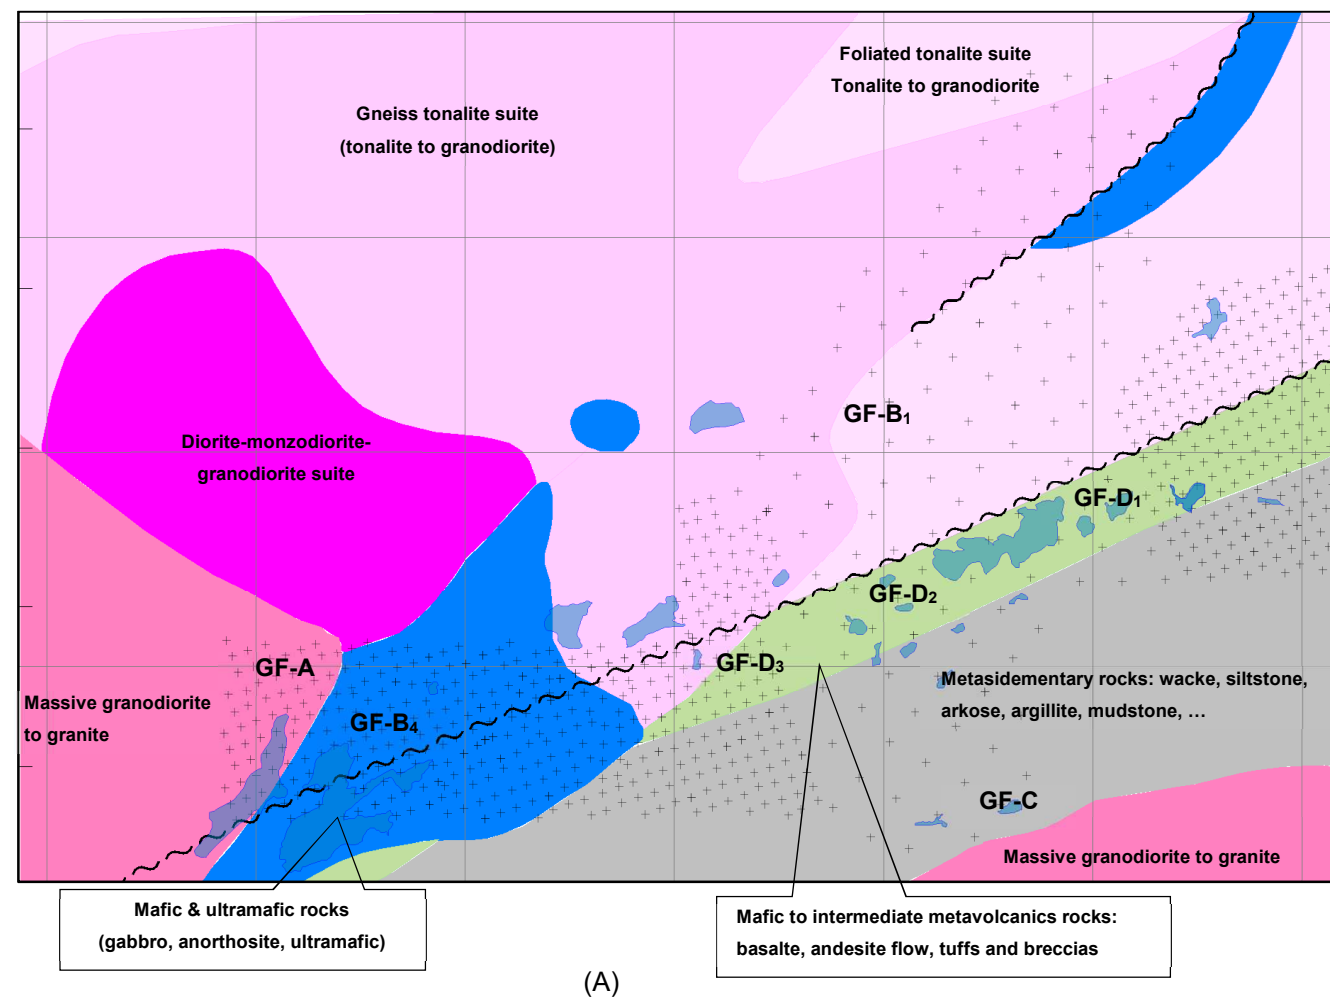 Foliated tonalite suite
Tonalite to granodiorite
Gneiss tonalite suite
(tonalite to granodiorite)
GF-B1
Diorite-monzodiorite-
granodiorite suite
GF-D1
GF-D2
GF-D3
GF-A
Metasidementary rocks: wacke, siltstone,
arkose, argillite, mudstone, ...
Massive granodiorite
to granite
GF-B4
GF-C
Massive granodiorite to granite
Mafic & ultramafic rocks
(gabbro, anorthosite, ultramafic)
Mafic to intermediate metavolcanics rocks:
basalte, andesite flow, tuffs and breccias
(A)